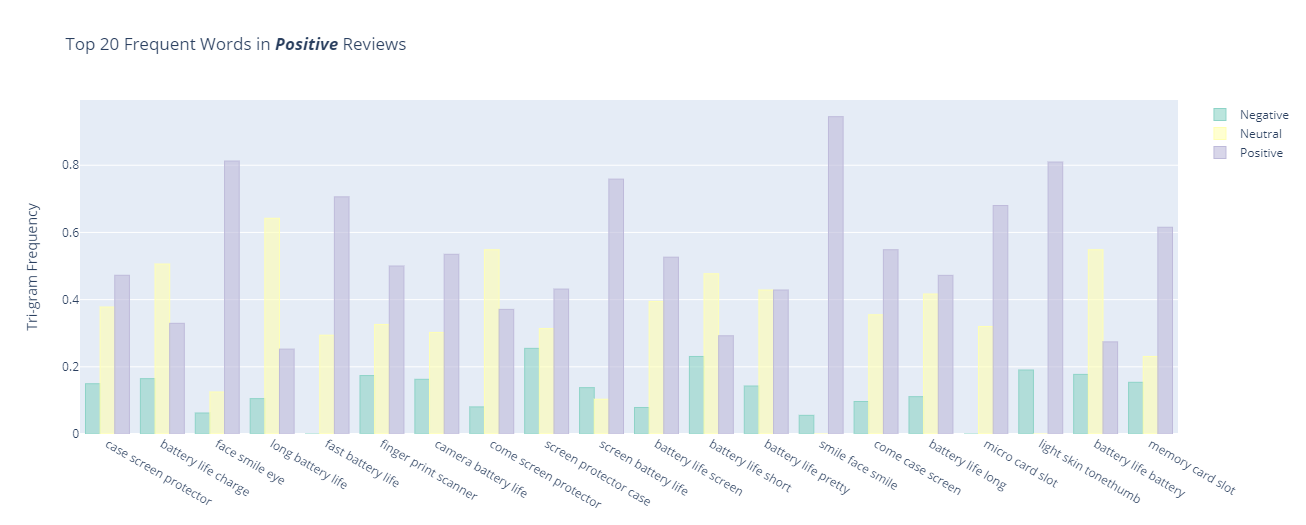 Top 20 Frequent Words in Positive Reviews
Negative
Neutral
Positive
Tri-gram Frequency
0.8
0.6
0.4
0.2
0
case screen protector
battery life charge
face smile eye
long battery life
fast battery life
finger print scanner
camera battery life
come screen protector
screen protector case
screen battery life
battery life screen
battery life short
battery life pretty
smile face smile
come case screen
battery life long
micro card slot
light skin tonethumb
battery life battery
memory card slot